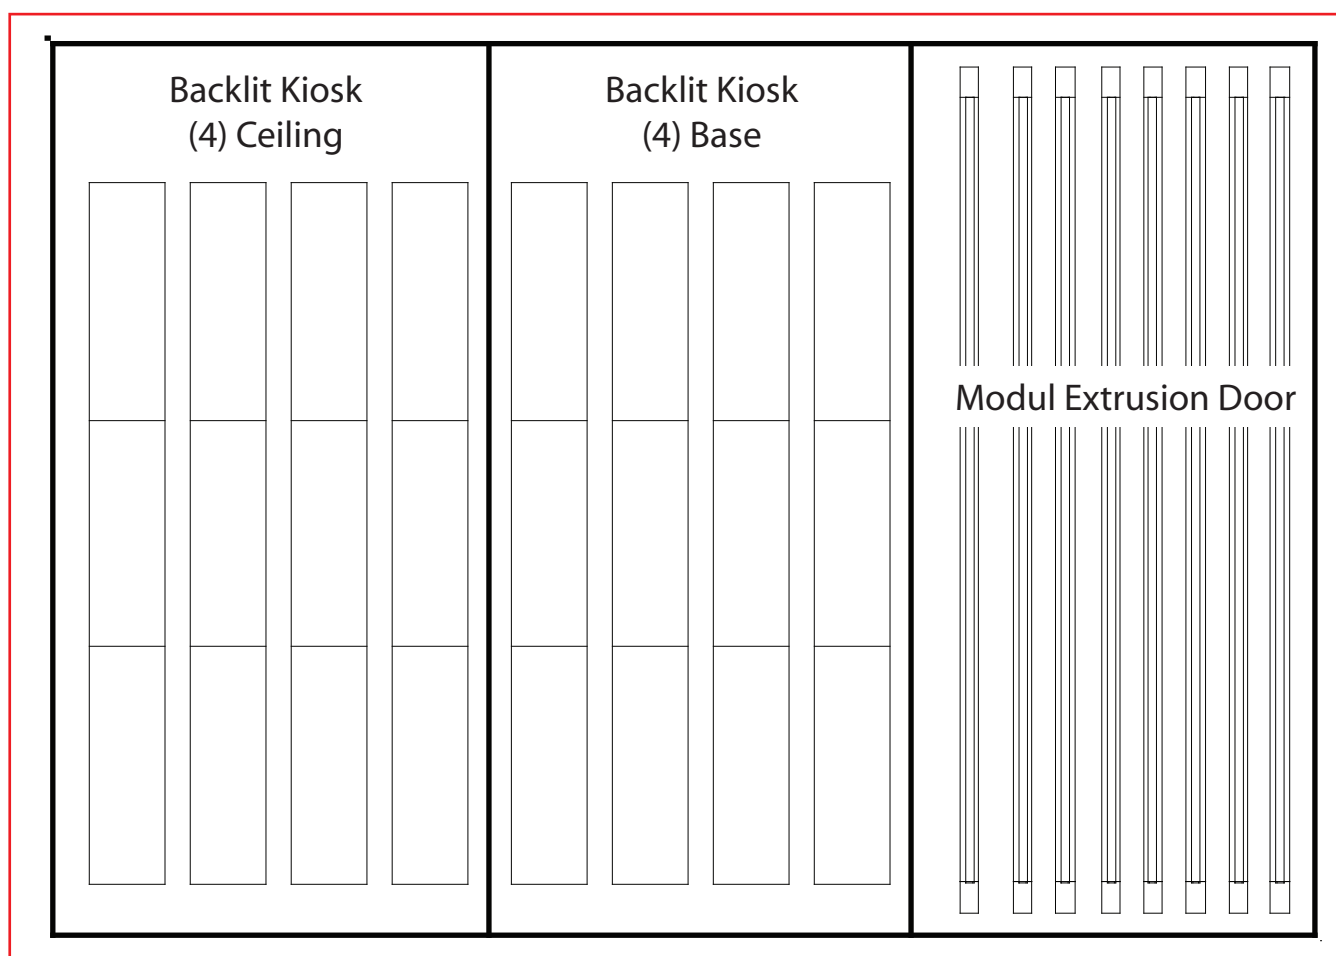 Backlit Kiosk
(4) Ceiling
Backlit Kiosk
(4) Base
Modul Extrusion Door